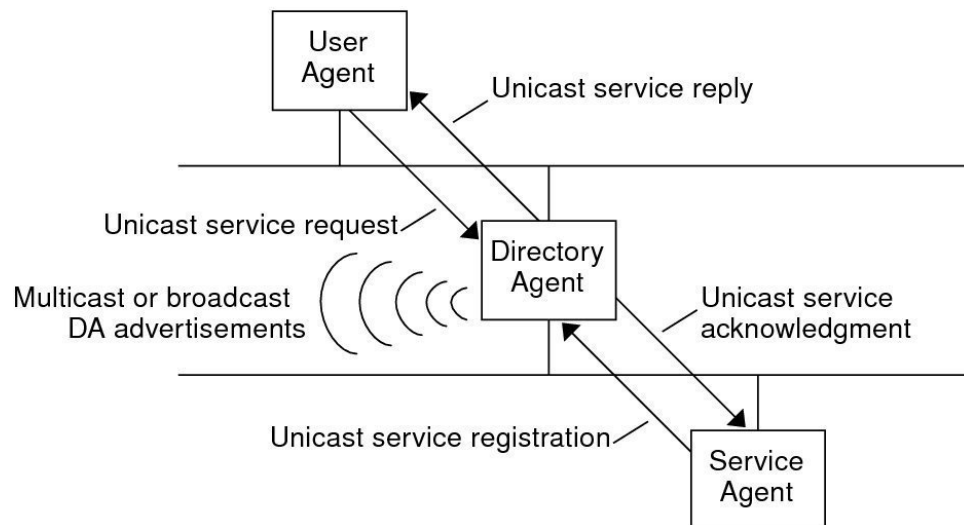 User
Agent
Unicast service reply
Unicast service request
Directory
Agent
Multicast or broadcast
DA advertisements
Unicast service
acknowledgment
Unicast service registration
Service
Agent